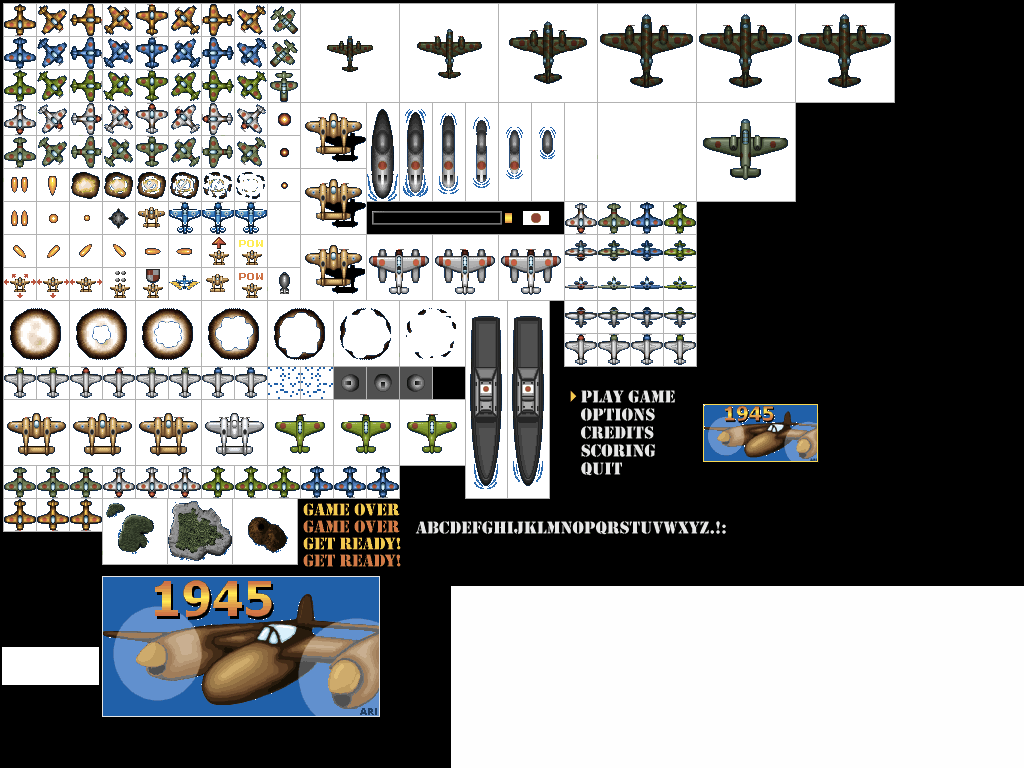 POW
POW
PLAY GAME
OPTIONS
CREDITS
SCORING
QUIT
1945
GAME OVER
GAME OVER
GET READY!
GET READY!
ABCDEFGHIJKLMNOPQRSTUVWXYZ.!:
1945
ARI